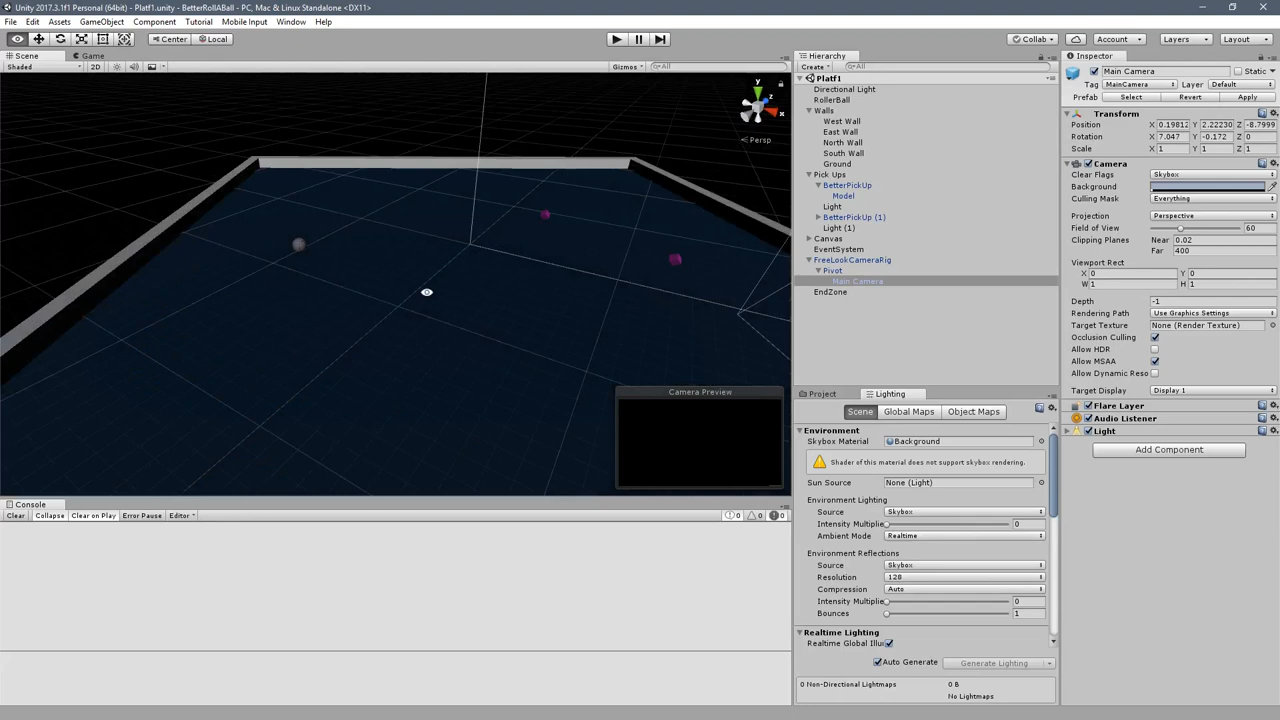 Unity 2017.3.1f1 Personal (64bit) - Platf1.unity - BetterRollABall - PC, Mac & Linux Standalone <DX11>
File Edit Assets GameObject Component Tutorial Mobile Input Window Help
Center Local Collab Account Layers Layout
Scene Game
Shaded 2D Gizmos All
y
z
x
Persp
Camera Preview
Console
Clear Collapse Clear on Play Error Pause Editor 0 0 0
Hierarchy
Create All
Platf1
Directional Light
RollerBall
Walls
West Wall
East Wall
North Wall
South Wall
Ground
Pick Ups
BetterPickUp
Model
Light
BetterPickUp (1)
Light (1)
Canvas
EventSystem
FreeLookCameraRig
Pivot
Main Camera
EndZone
Project Lighting
Scene Global Maps Object Maps
Environment
Skybox Material Background
Shader of this material does not support skybox rendering.
Sun Source None (Light)
Environment Lighting
Source Skybox
Intensity Multiplie 0
Ambient Mode Realtime
Environment Reflections
Source Skybox
Resolution 128
Compression Auto
Intensity Multiplie 0
Bounces 1
Realtime Lighting
Realtime Global Illu
Auto Generate Generate Lighting
0 Non-Directional Lightmaps 0 B
No Lightmaps
Inspector
Main Camera Static
Tag MainCamera Layer Default
Prefab Select Revert Apply
Transform
Position X 0.19812 Y 2.22230 Z -8.7999
Rotation X 7.047 Y -0.172 Z 0
Scale X 1 Y 1 Z 1
Camera
Clear Flags Skybox
Background
Culling Mask Everything
Projection Perspective
Field of View 60
Clipping Planes Near 0.02
Far 400
Viewport Rect
X 0 Y 0
W 1 H 1
Depth -1
Rendering Path Use Graphics Settings
Target Texture None (Render Texture)
Occlusion Culling
Allow HDR
Allow MSAA
Allow Dynamic Reso
Target Display Display 1
Flare Layer
Audio Listener
Light
Add Component